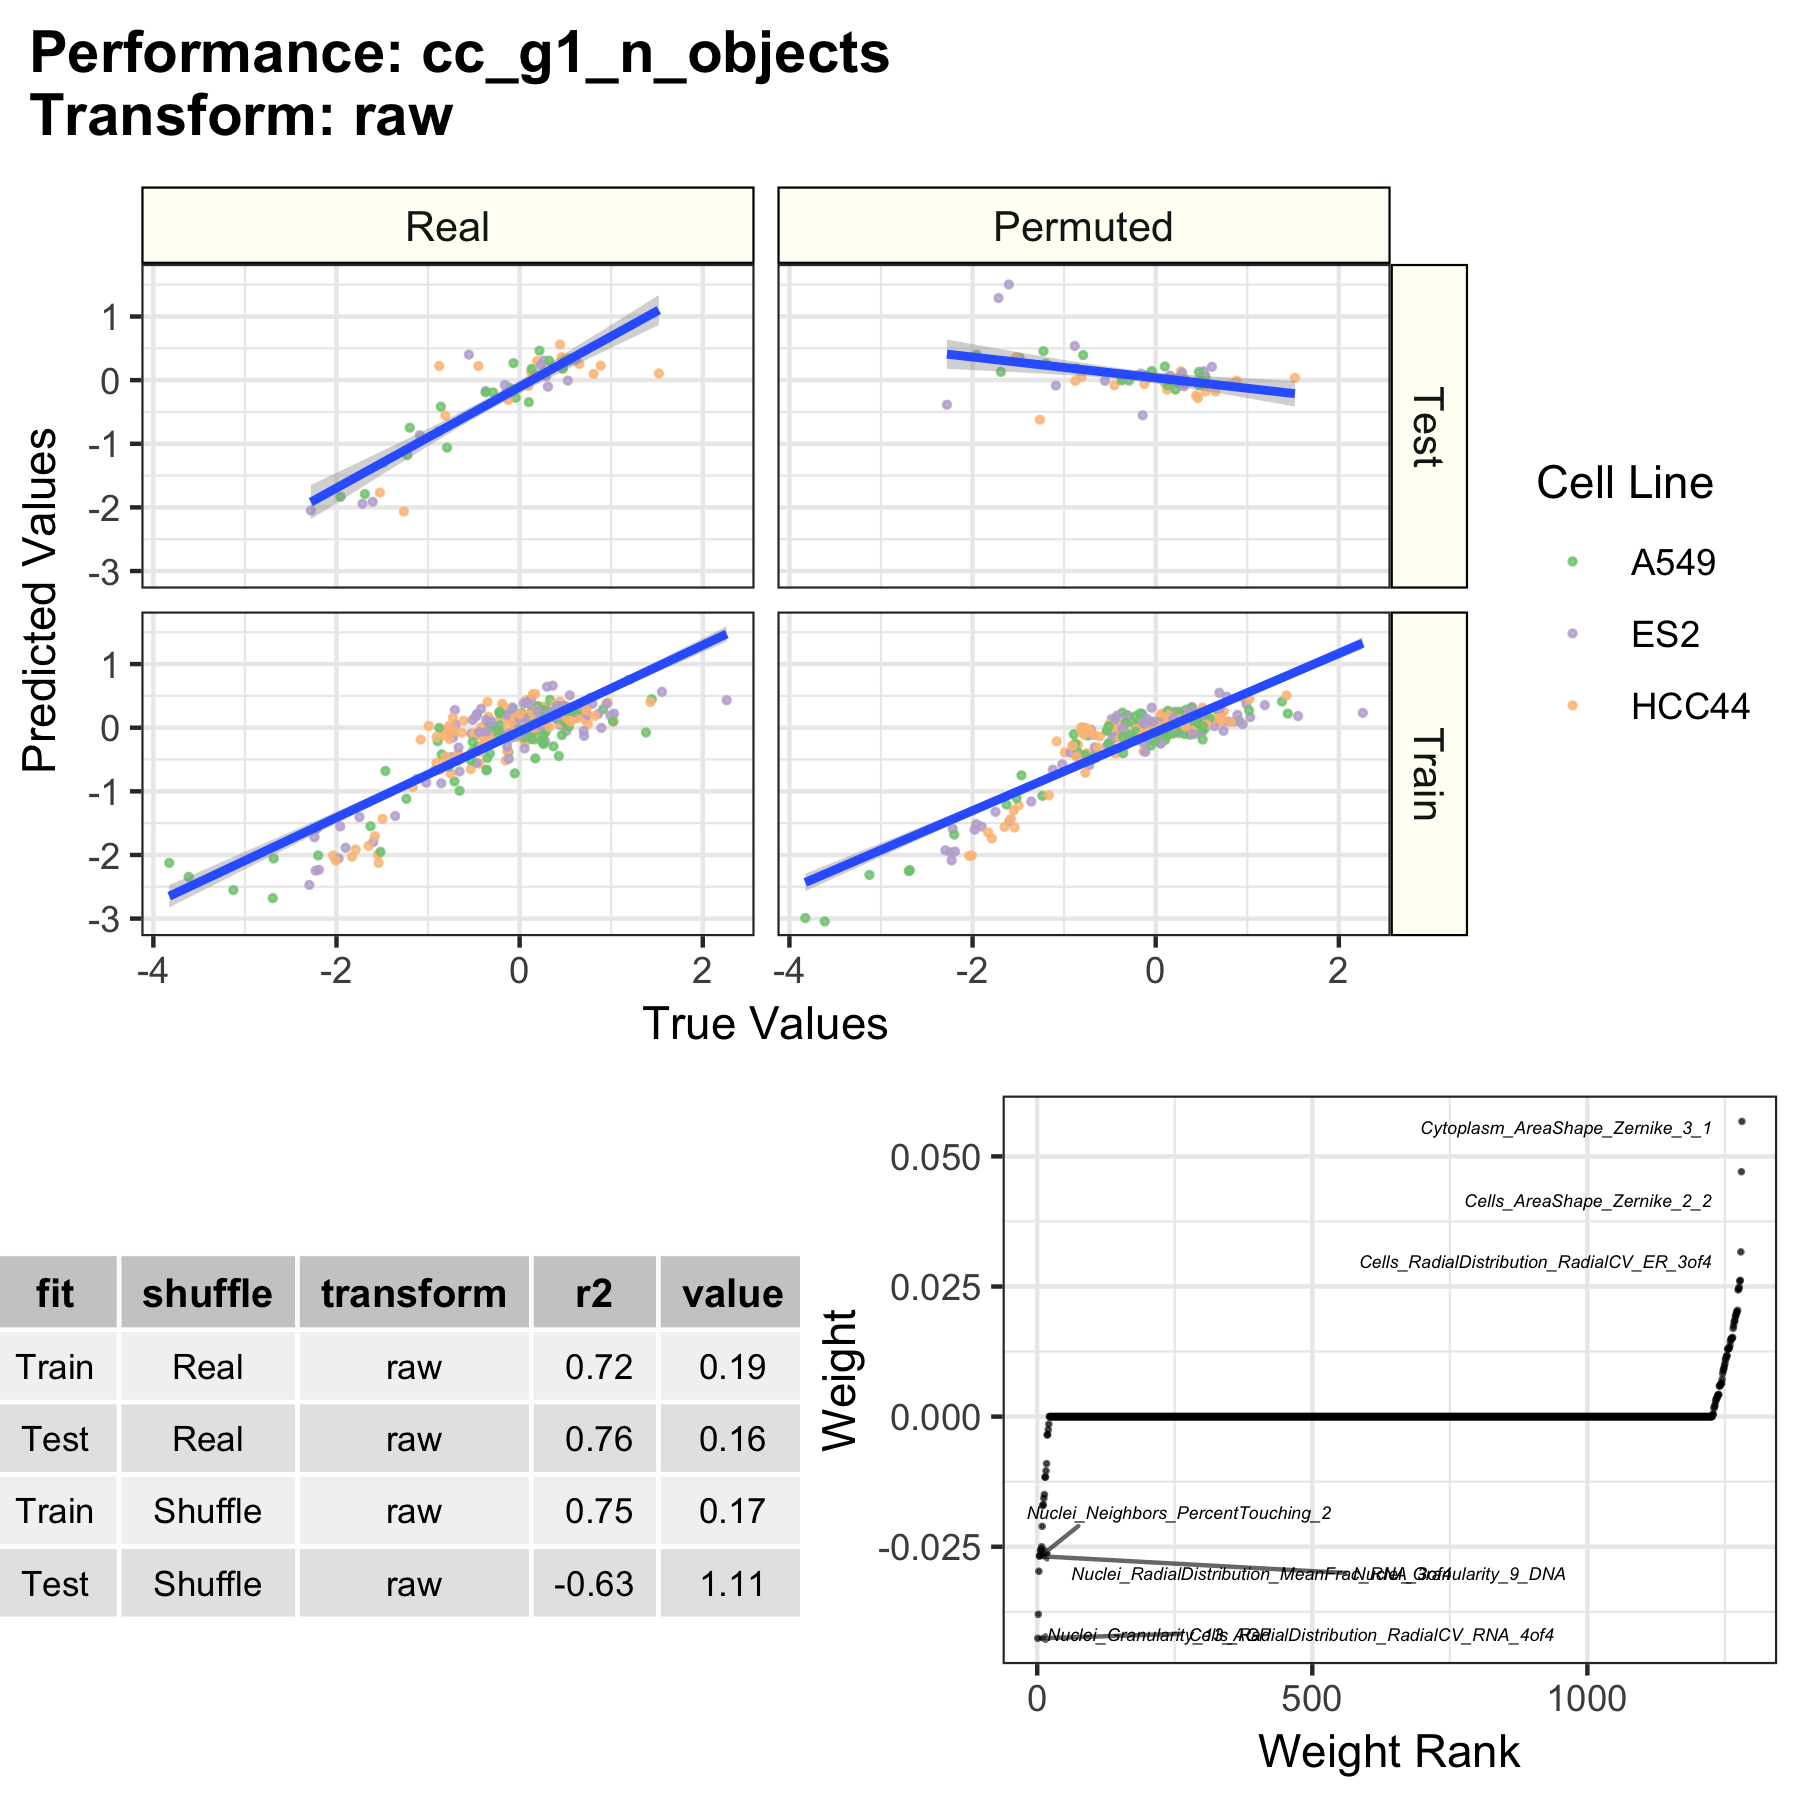 Performance: cc_g1_n_objects
Transform: raw
Real
Permuted
Test
Train
Predicted Values
1
0
-1
-2
-3
1
0
-1
-2
-3
-4
-2
0
2
-4
-2
0
2
True Values
Cell Line
A549
ES2
HCC44
fit shuffle transform r2 value
Train Real raw 0.72 0.19
Test Real raw 0.76 0.16
Train Shuffle raw 0.75 0.17
Test Shuffle raw -0.63 1.11
Weight
0.050
0.025
0.000
-0.025
Cytoplasm_AreaShape_Zernike_3_1
Cells_AreaShape_Zernike_2_2
Cells_RadialDistribution_RadialCV_ER_3of4
Nuclei_Neighbors_PercentTouching_2
Nuclei_RadialDistribution_MeanFrac_RNA_3of4
Nuclei_Granularity_9_DNA
Nuclei_Granularity_13_AGP
Cells_RadialDistribution_RadialCV_RNA_4of4
0
500
1000
Weight Rank